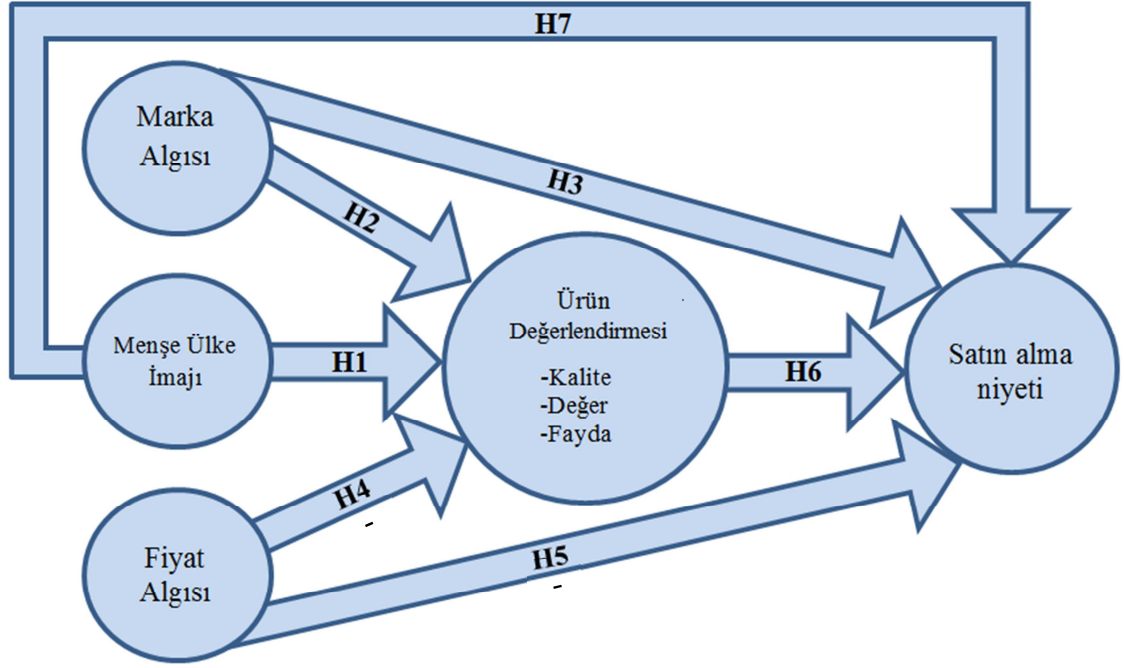 H7
Marka
Algısı
H3
H2
Ürün
Değerlendirmesi
-Kalite
-Değer
-Fayda
Menşe Ülke
İmajı
H1
H6
Satın alma
niyeti
H4
-
Fiyat
Algısı
H5
-